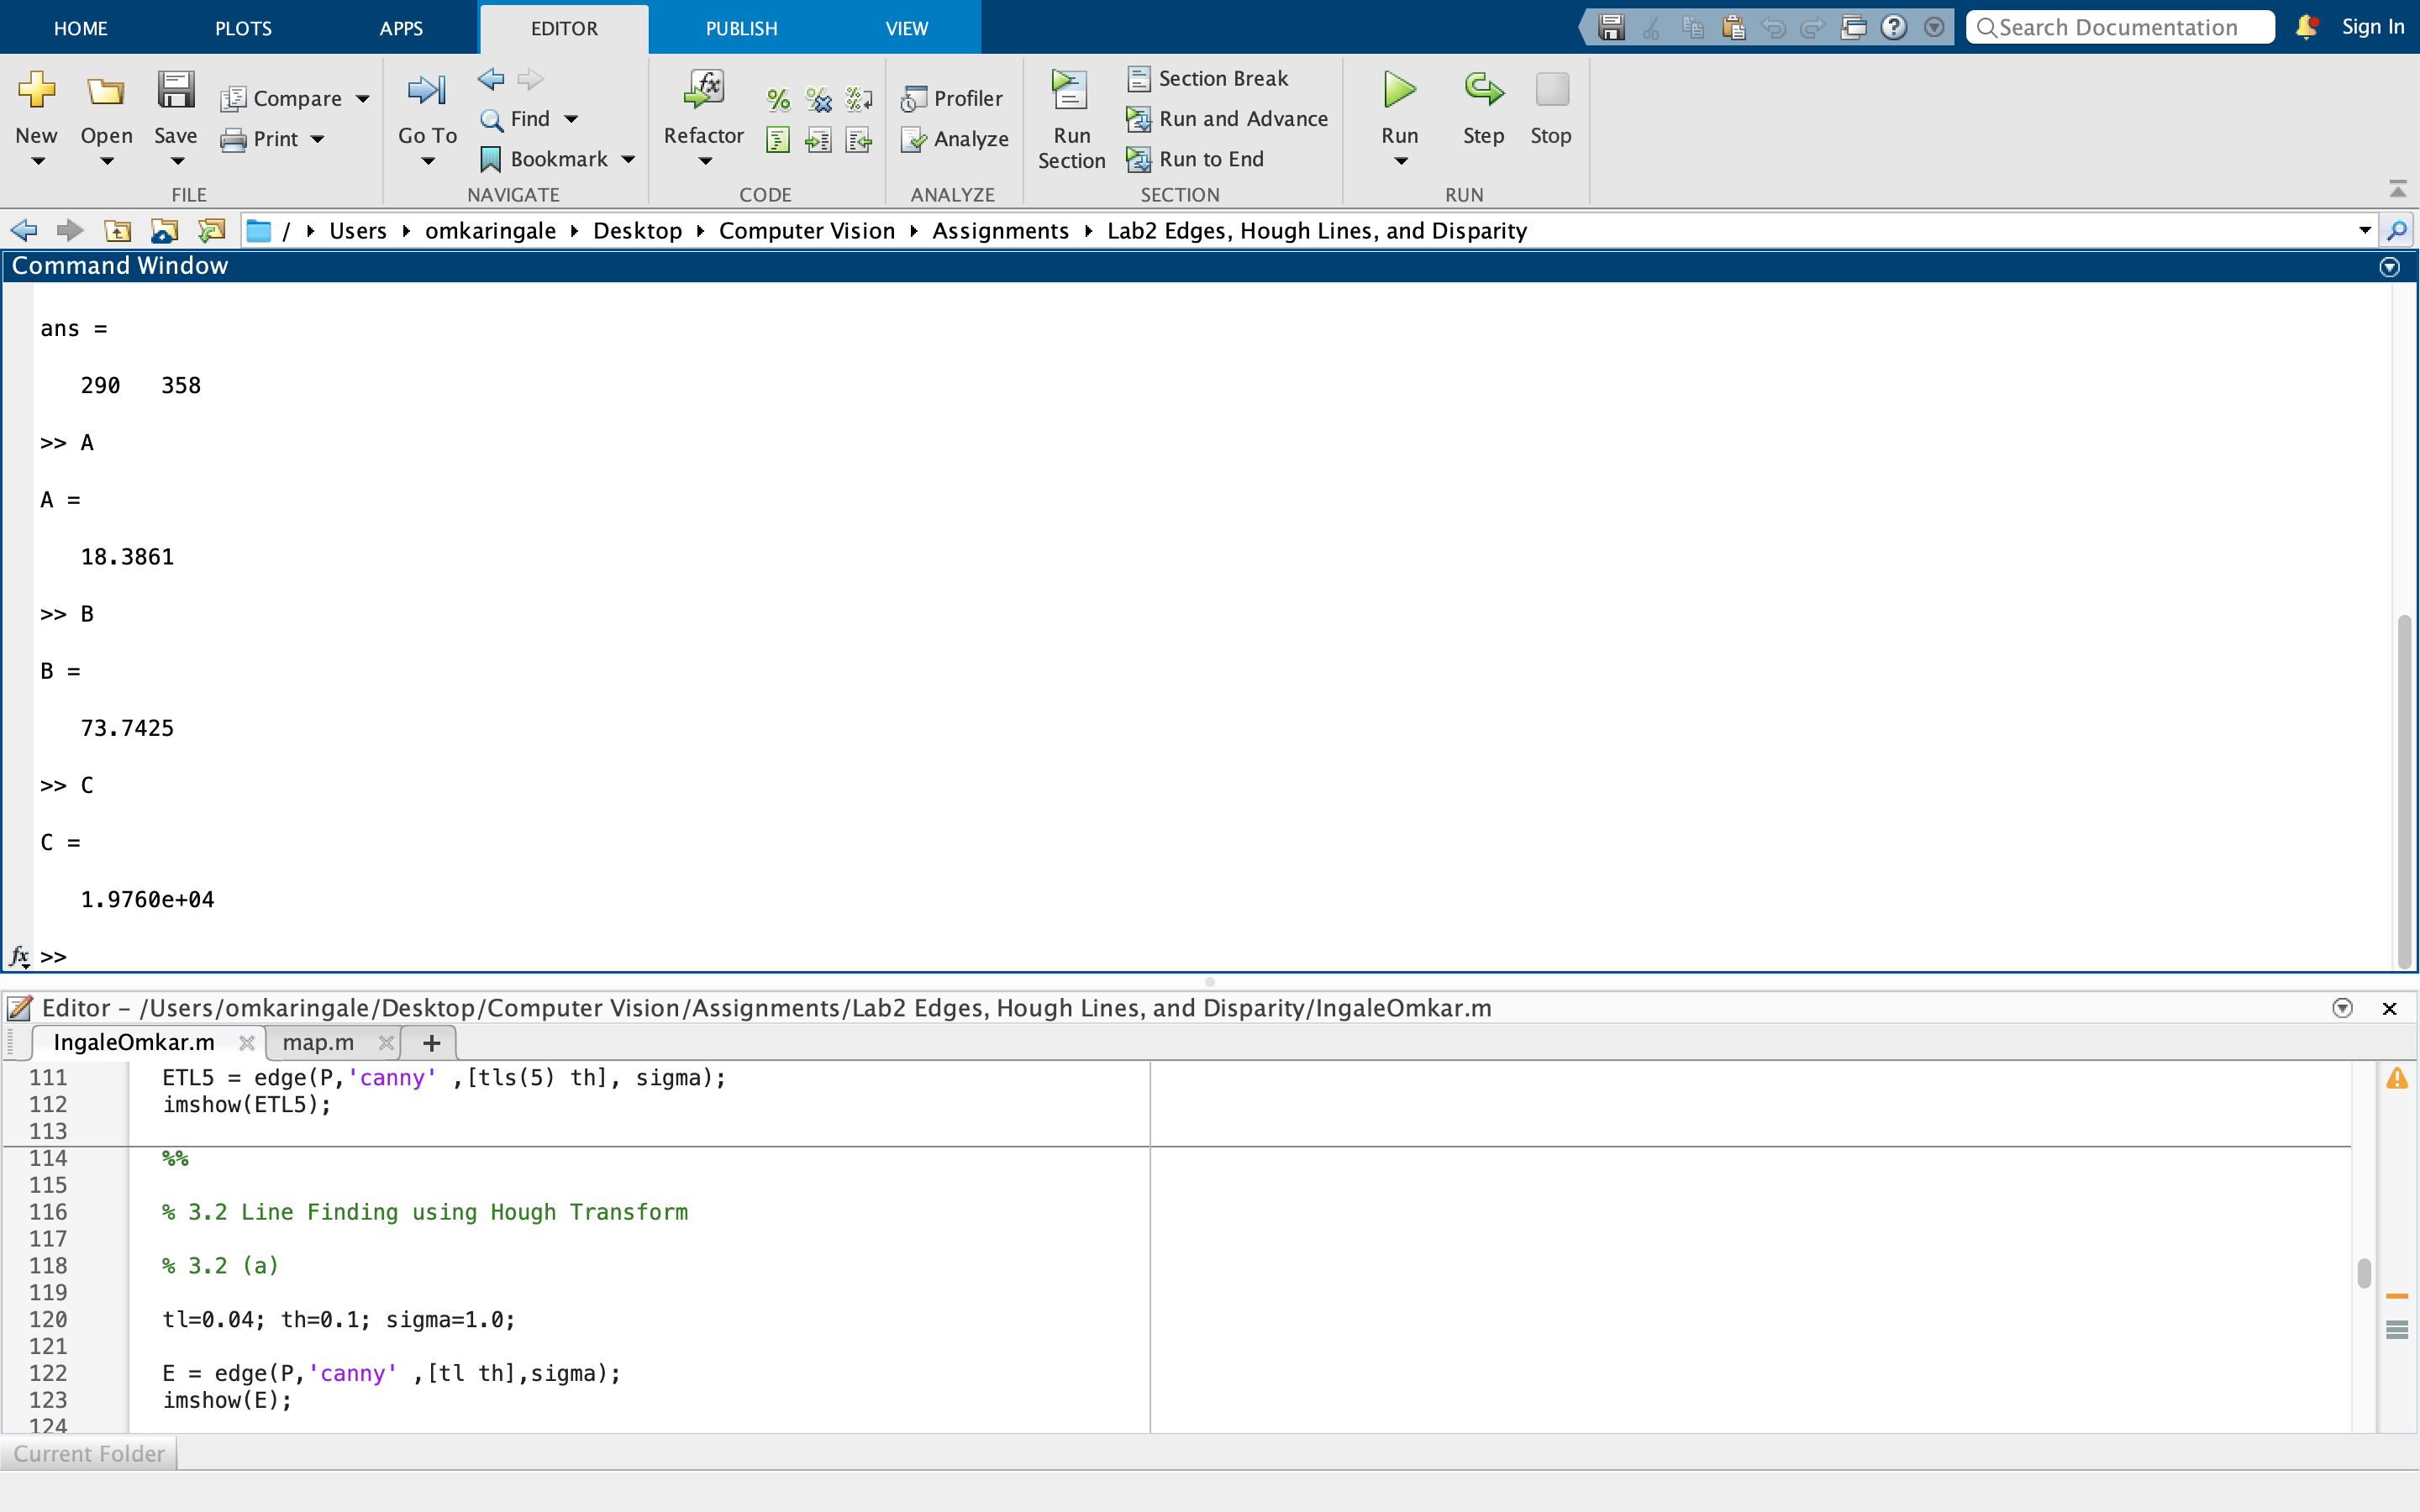 HOME PLOTS APPS EDITOR PUBLISH VIEW Search Documentation Sign In
New Open Save Compare Print
FILE
Go To Find Bookmark
NAVIGATE
Refactor
CODE
Profiler
Analyze
ANALYZE
Run Section
Section Break
Run and Advance
Run to End
SECTION
Run Step Stop
RUN
/ Users omkaringale Desktop Computer Vision Assignments Lab2 Edges, Hough Lines, and Disparity
Command Window
ans =
290 358
>> A
A =
18.3861
>> B
B =
73.7425
>> C
C =
1.9760e+04
fx >>
Editor – /Users/omkaringale/Desktop/Computer Vision/Assignments/Lab2 Edges, Hough Lines, and Disparity/IngaleOmkar.m
IngaleOmkar.m map.m +
111 ETL5 = edge(P,'canny' ,[tls(5) th], sigma);
112 imshow(ETL5);
113
114 %%
115
116 % 3.2 Line Finding using Hough Transform
117
118 % 3.2 (a)
119
120 tl=0.04; th=0.1; sigma=1.0;
121
122 E = edge(P,'canny' ,[tl th],sigma);
123 imshow(E);
124
Current Folder